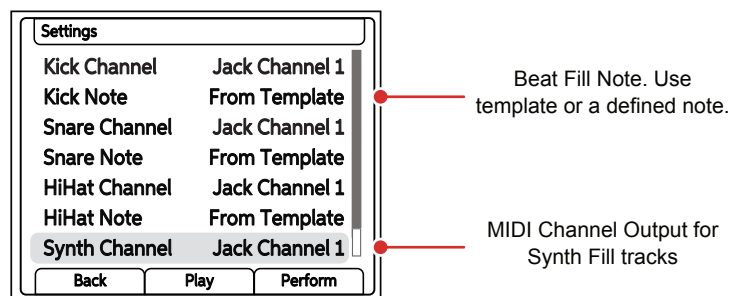 Settings
Kick Channel Jack Channel 1
Kick Note From Template
Snare Channel Jack Channel 1
Snare Note From Template
HiHat Channel Jack Channel 1
HiHat Note From Template
Synth Channel Jack Channel 1
Back Play Perform
Beat Fill Note. Use
template or a defined note.
MIDI Channel Output for
Synth Fill tracks